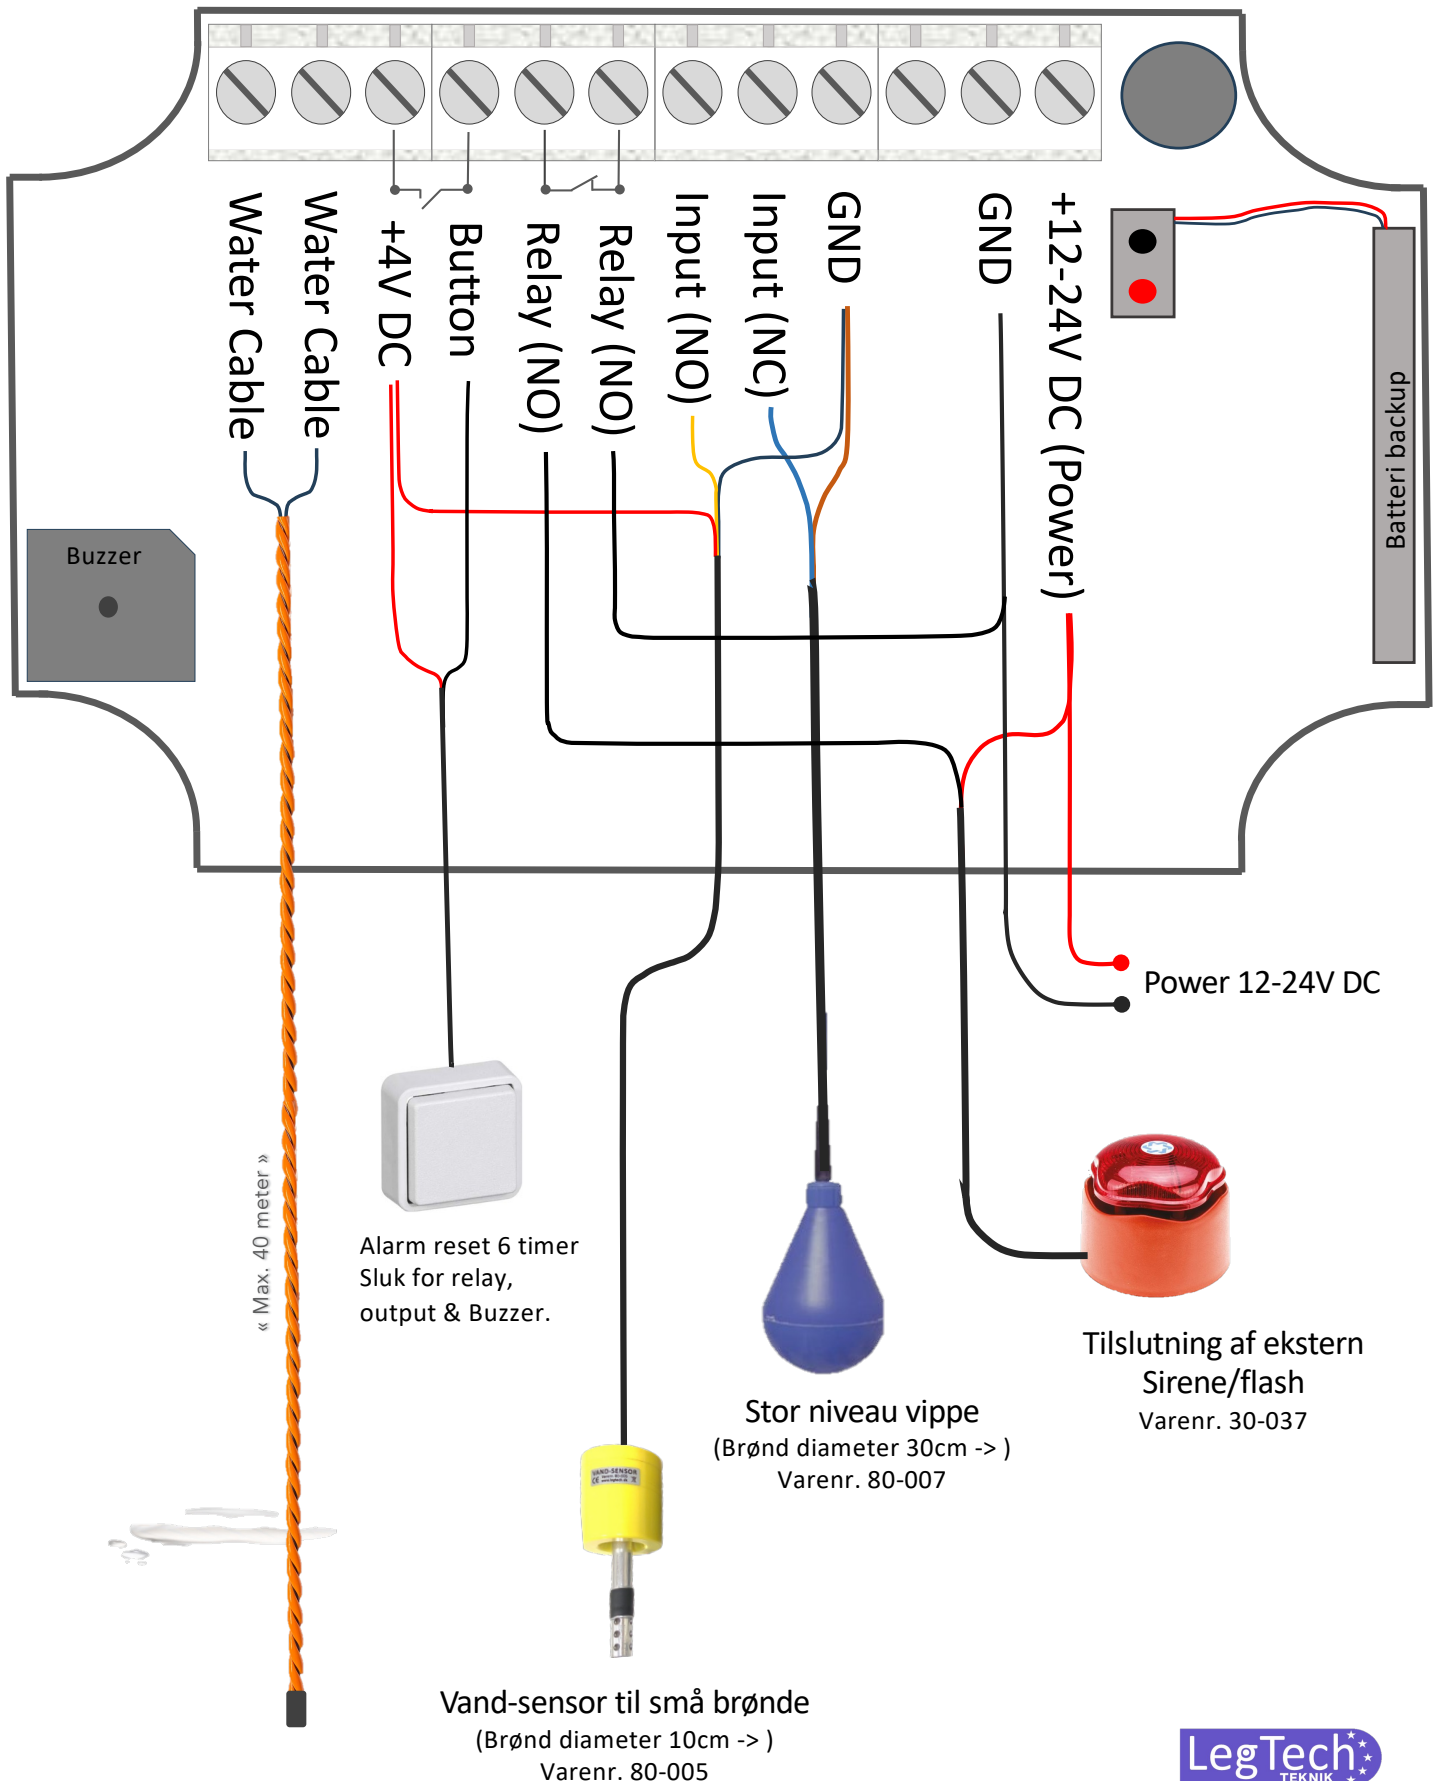 Water Cable
Water Cable
+4V DC
Button
Relay (NO)
Relay (NO)
Input (NO)
Input (NC)
GND
GND
+12-24V DC (Power)
Batteri backup
Buzzer
Power 12-24V DC
« Max. 40 meter »
Alarm reset 6 timer
Sluk for relay,
output & Buzzer.
Tilslutning af ekstern
Sirene/flash
Varenr. 30-037
Stor niveau vippe
(Brønd diameter 30cm -> )
Varenr. 80-007
VAND-SENSOR
Vand-sensor til små brønde
(Brønd diameter 10cm -> )
Varenr. 80-005
LegTech
TEKNIK